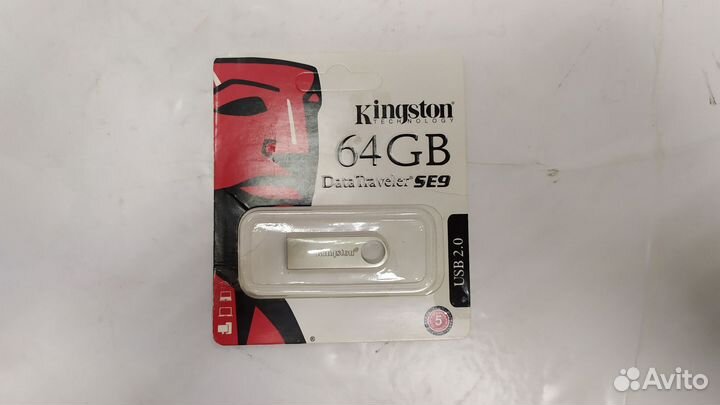 Kingston
TECHNOLOGY
64GB
DataTraveler® SE9
Kingston®
USB 2.0
5
®
Avito